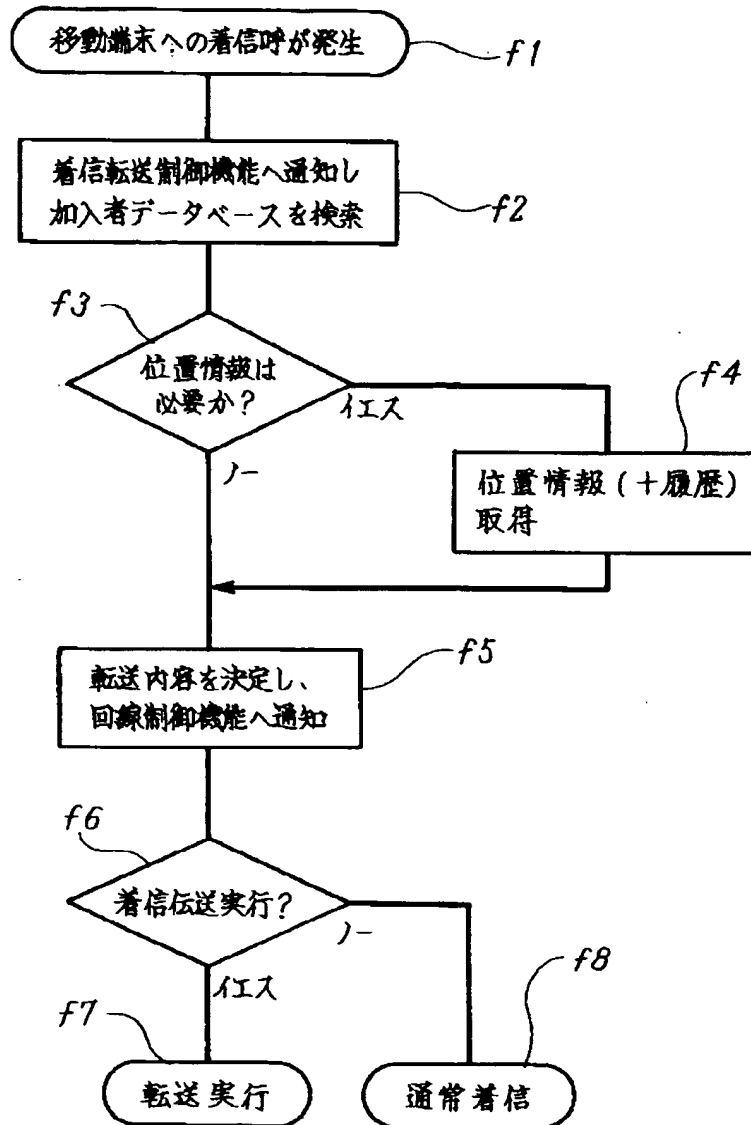 移動端末への着信呼が発生
f1
着信転送制御機能へ通知し
加入者データベースを検索
f2
f3
位置情報は
必要か?
イエス
ノー
f4
位置情報(+履歴)
取得
f5
転送内容を決定し、
回線制御機能へ通知
f6
着信伝送実行?
ノー
イエス
f7
転送実行
f8
通常着信